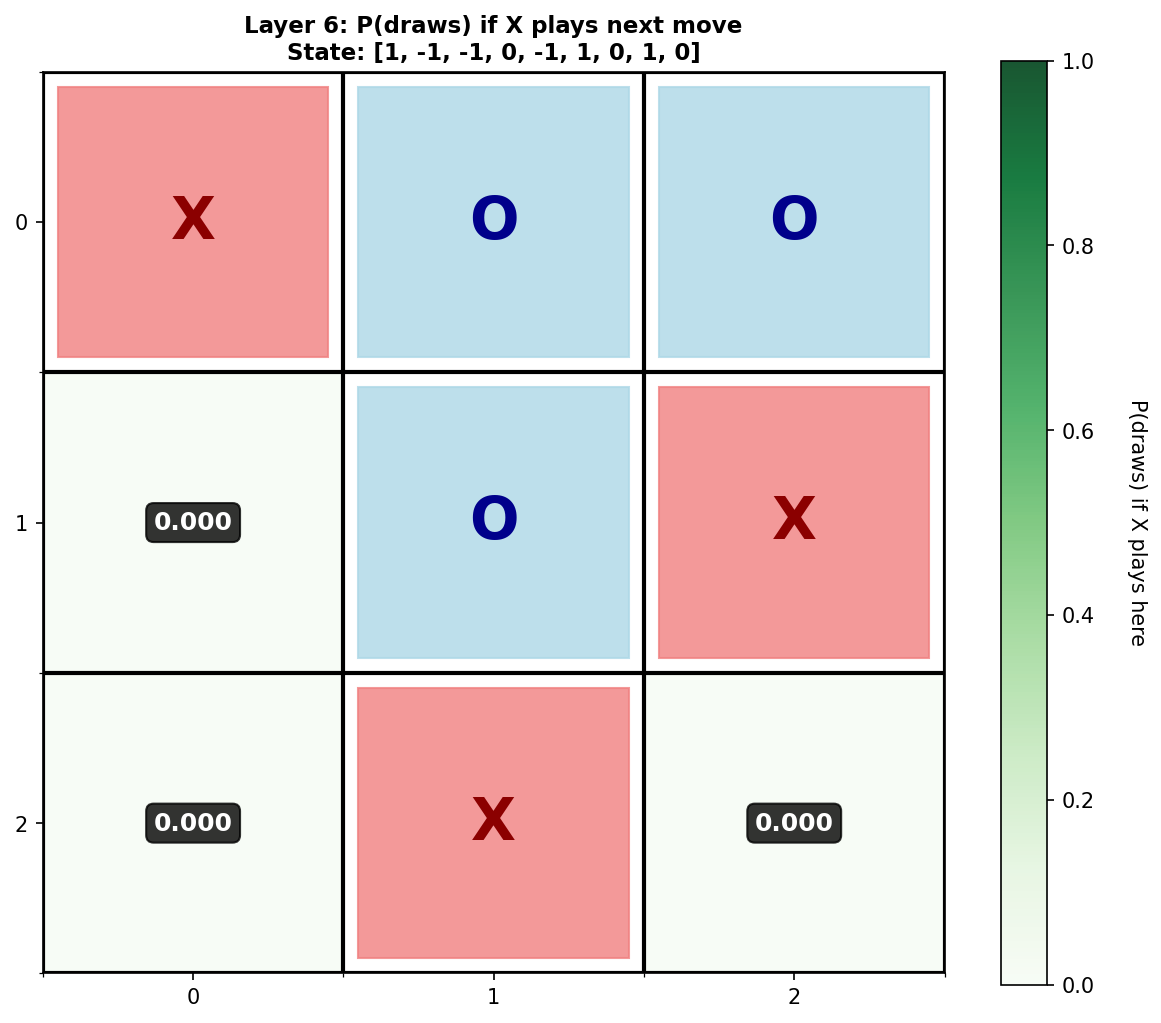 Layer 6: P(draws) if X plays next move
State: [1, -1, -1, 0, -1, 1, 0, 1, 0]
X O O
0
0.000 O X
1
0.000 X 0.000
2
0 1 2
1.0
0.8
0.6
0.4
0.2
0.0
P(draws) if X plays here